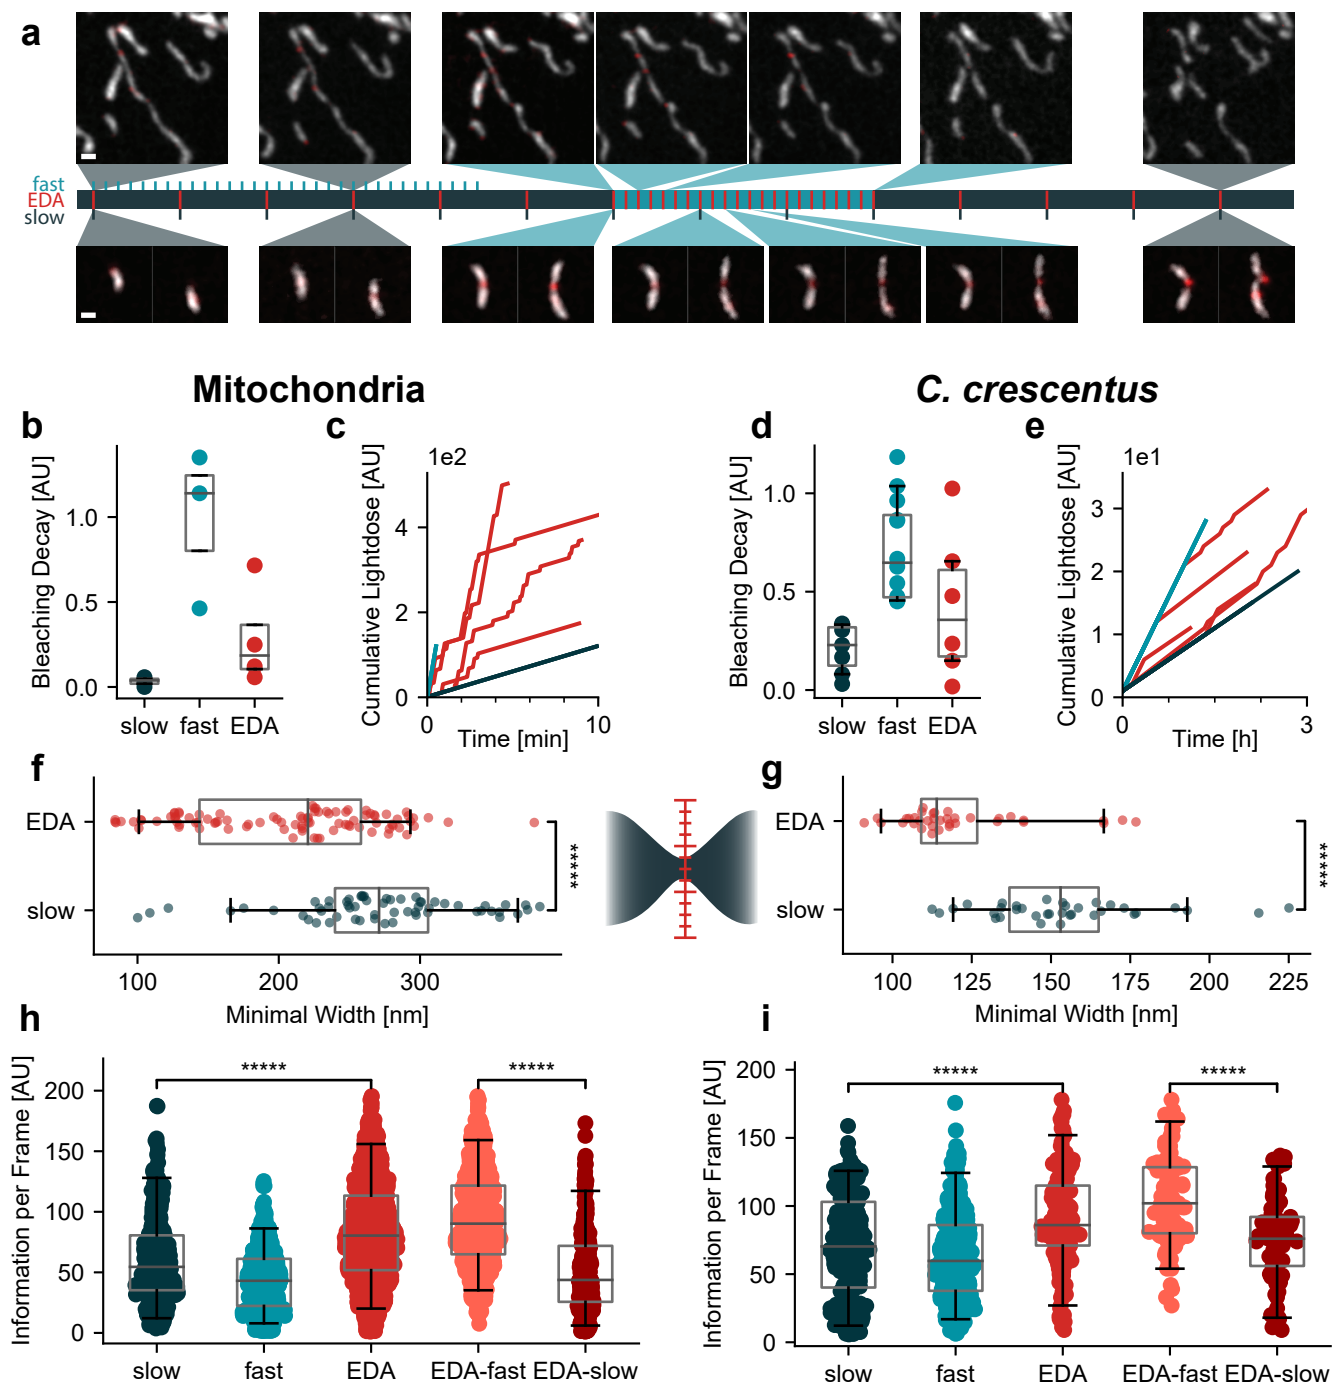 a
fast
EDA
slow
Mitochondria
C. crescentus
b
c
d
e
Bleaching Decay [AU]
1.0
0.5
0.0
slow fast EDA
Cumulative Lightdose [AU]
1e2
4
2
0
0 10
Time [min]
Bleaching Decay [AU]
1.0
0.5
0.0
slow fast EDA
Cumulative Lightdose [AU]
1e1
3
2
1
0
0 3
Time [h]
f
EDA
slow
*****
100 200 300
Minimal Width [nm]
g
EDA
slow
*****
100 125 150 175 200 225
Minimal Width [nm]
h
Information per Frame [AU]
200
150
100
50
0
***** *****
slow fast EDA EDA-fast EDA-slow
i
Information per Frame [AU]
200
150
100
50
0
***** *****
slow fast EDA EDA-fast EDA-slow